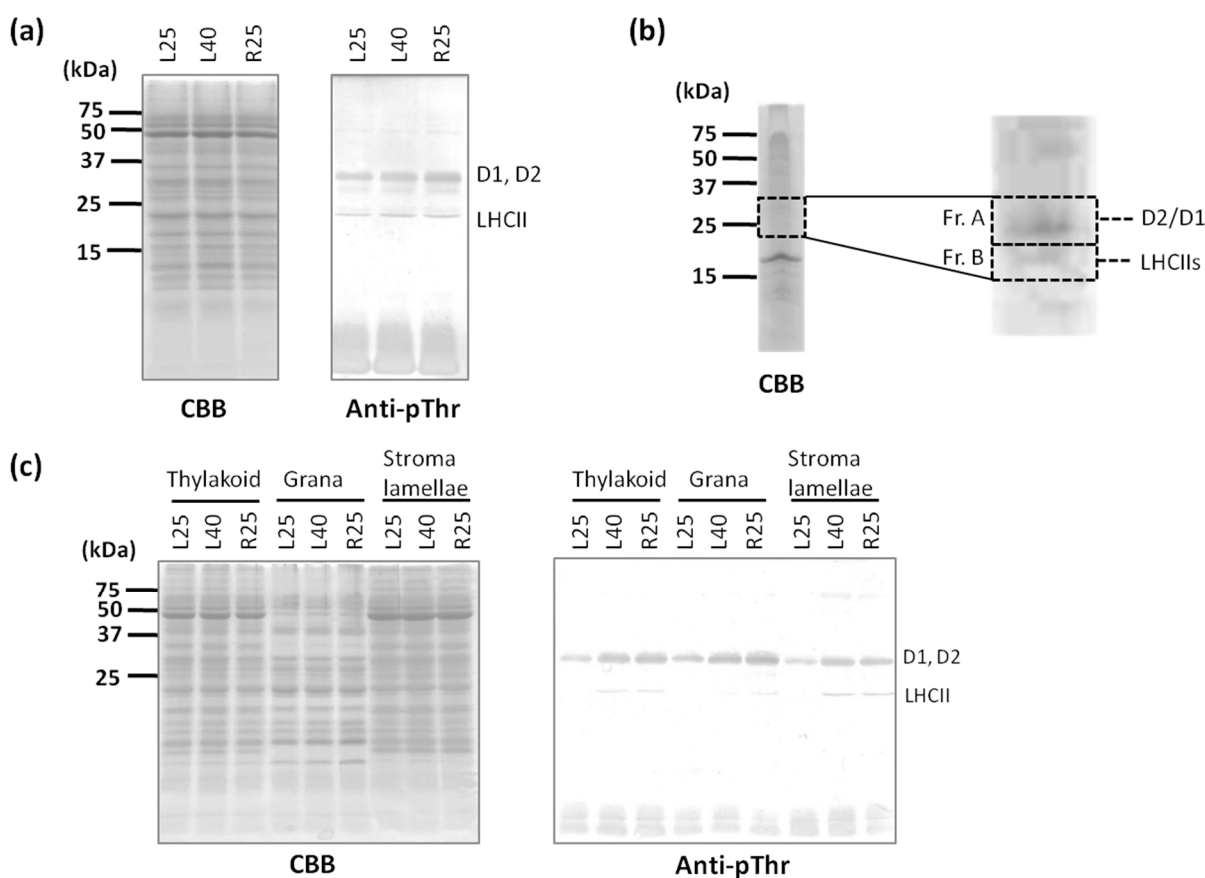 (a)
L25 L40 R25 L25 L40 R25
(kDa)
75
50
37
25
15
D1, D2
LHCII
CBB Anti-pThr
(b)
(kDa)
75
50
37
25
15
Fr. A
Fr. B
D2/D1
LHCIIs
CBB
(c)
Thylakoid Grana Stroma lamellae
L25 L40 R25 L25 L40 R25 L25 L40 R25
(kDa)
75
50
37
25
CBB
Thylakoid Grana Stroma lamellae
L25 L40 R25 L25 L40 R25 L25 L40 R25
D1, D2
LHCII
Anti-pThr